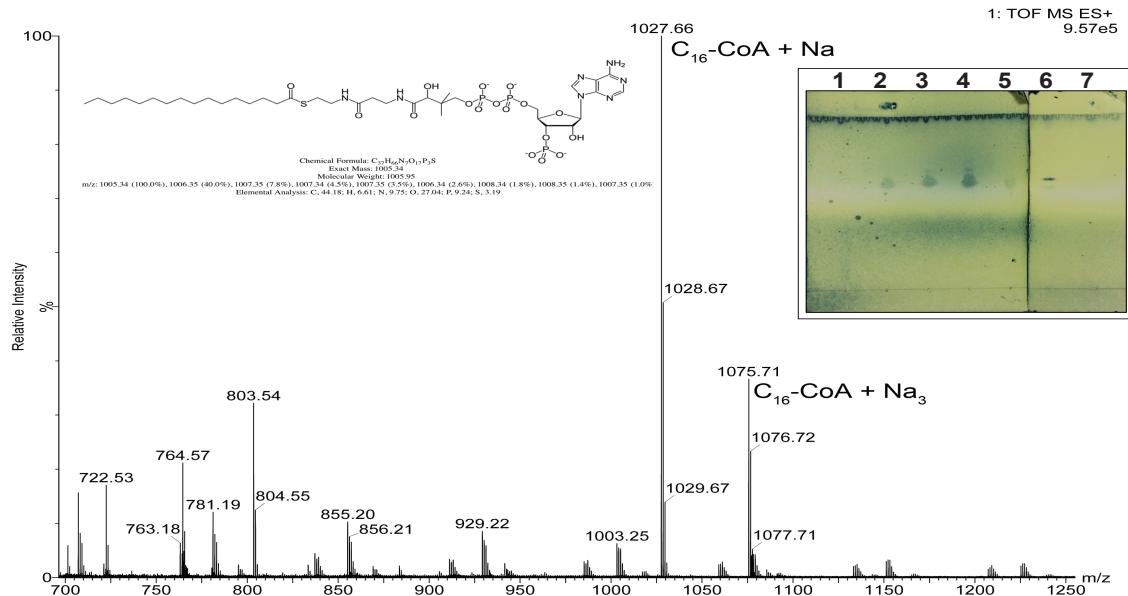 1: TOF MS ES+
9.57e5
100
1027.66
C16-CoA + Na
1 2 3 4 5 6 7
NH2
N N N N
O S N H O N H OH O O P O- O O P O- O O O OH
O P O- O- O
Chemical Formula: C37H66N7O17P3S
Exact Mass: 1005.34
Molecular Weight: 1005.95
m/z: 1005.34 (100.0%), 1006.35 (40.0%), 1007.35 (7.8%), 1007.34 (4.5%), 1007.35 (3.5%), 1006.34 (2.6%), 1008.34 (1.8%), 1008.35 (1.4%), 1007.35 (1.0%
Elemental Analysis: C, 44.18; H, 6.61; N, 9.75; O, 27.04; P, 9.24; S, 3.19
Relative Intensity
%
1028.67
1075.71
C16-CoA + Na3
803.54
1076.72
764.57
722.53
781.19
804.55
1029.67
763.18
855.20
856.21
929.22
1003.25
1077.71
0
700 750 800 850 900 950 1000 1050 1100 1150 1200 1250
m/z